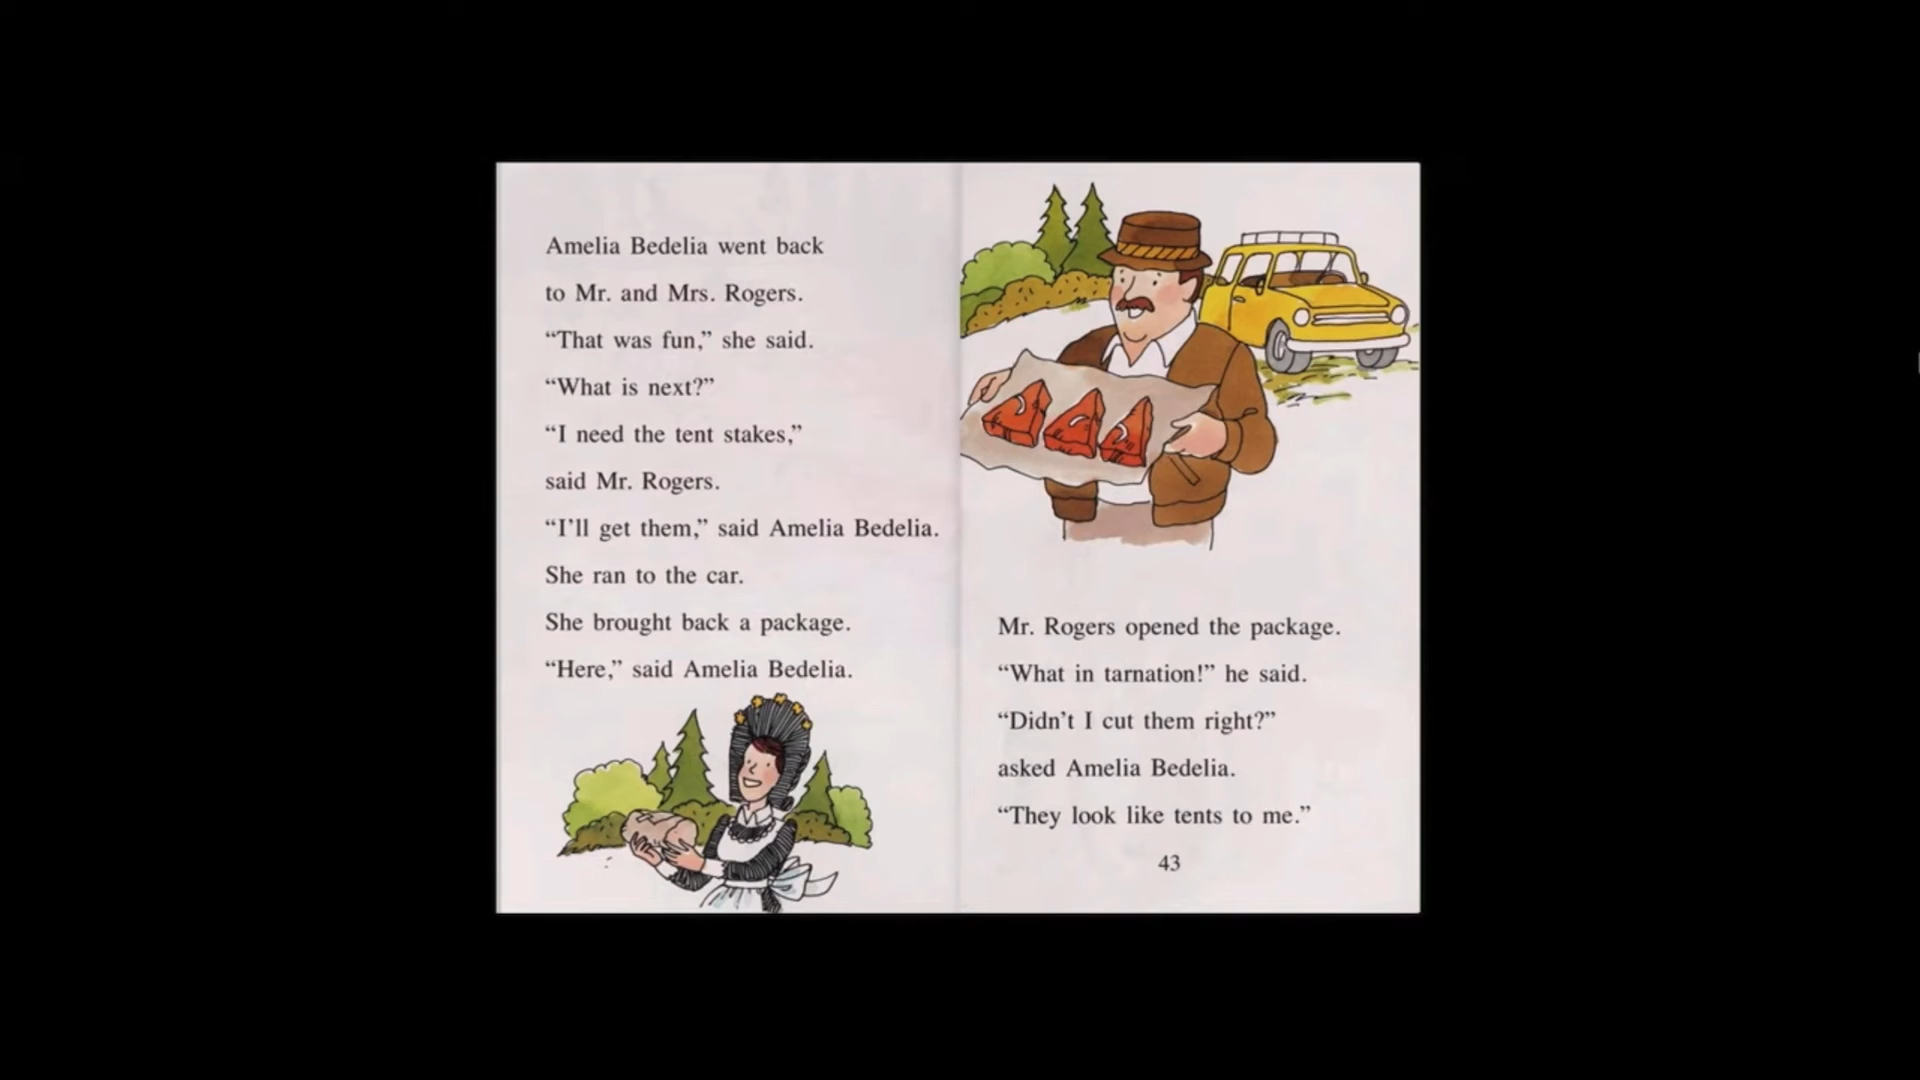 Amelia Bedelia went back
to Mr. and Mrs. Rogers.
“That was fun,” she said.
“What is next?”
“I need the tent stakes,”
said Mr. Rogers.
“I’ll get them,” said Amelia Bedelia.
She ran to the car.
She brought back a package.
“Here,” said Amelia Bedelia.
Mr. Rogers opened the package.
“What in tarnation!” he said.
“Didn’t I cut them right?”
asked Amelia Bedelia.
“They look like tents to me.”
43